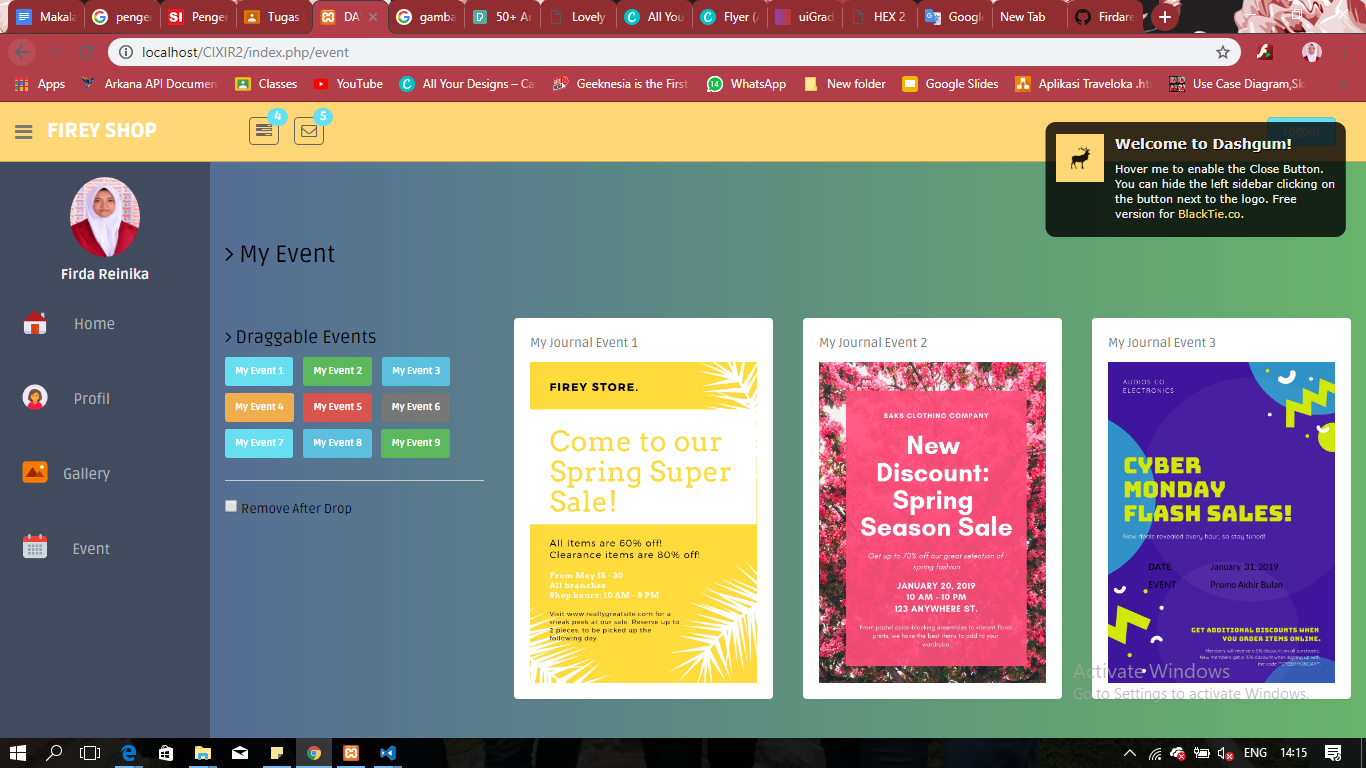 Makala
penger
Pengert
Tugas
DA
gamba
50+ Ar
Lovely
All You
Flyer (A
uiGrad
HEX 2
Googl
New Tab
Firdare
localhost/CIXIR2/index.php/event
Apps
Arkana API Documen
Classes
YouTube
All Your Designs – Ca
Geeknesia is the First
14
WhatsApp
New folder
Google Slides
Aplikasi Traveloka .ht
Use Case Diagram,Sk
FIREY SHOP
4
5
Logout
Welcome to Dashgum!
Hover me to enable the Close Button.
You can hide the left sidebar clicking on
the button next to the logo. Free
version for BlackTie.co.
Firda Reinika
Home
Profil
Gallery
Event
> My Event
> Draggable Events
My Event 1
My Event 2
My Event 3
My Event 4
My Event 5
My Event 6
My Event 7
My Event 8
My Event 9
Remove After Drop
My Journal Event 1
FIREY STORE.
Come to our
Spring Super
Sale!
All items are 60% off!
Clearance items are 80% off!
From May 15 - 30
All branches
Shop hours: 10 AM - 8 PM
Visit www.reallygreatsite.com for a
sneak peek at our sale. Reserve up to
2 pieces, to be picked up the
following day.
My Journal Event 2
BAKS CLOTHING COMPANY
New
Discount:
Spring
Season Sale
Get up to 70% off our great selection of
spring fashion
JANUARY 20, 2019
10 AM - 10 PM
123 ANYWHERE ST.
From pastel color-blocking ensembles to vibrant floral
prints, we have the best items to add to your
wardrobe.
My Journal Event 3
AUDIOS CO.
ELECTRONICS
CYBER
MONDAY
FLASH SALES!
New deals revealed every hour, so stay tuned!
DATE January 31, 2019
EVENT Promo Akhir Bulan
GET ADDITIONAL DISCOUNTS WHEN
YOU ORDER ITEMS ONLINE.
Members will receive a 5% discount on all purchases.
New members get a 10% discount when signing up with
the code "CYBERMONDAY".
Activate Windows
Go to Settings to activate Windows.
ENG
14:15